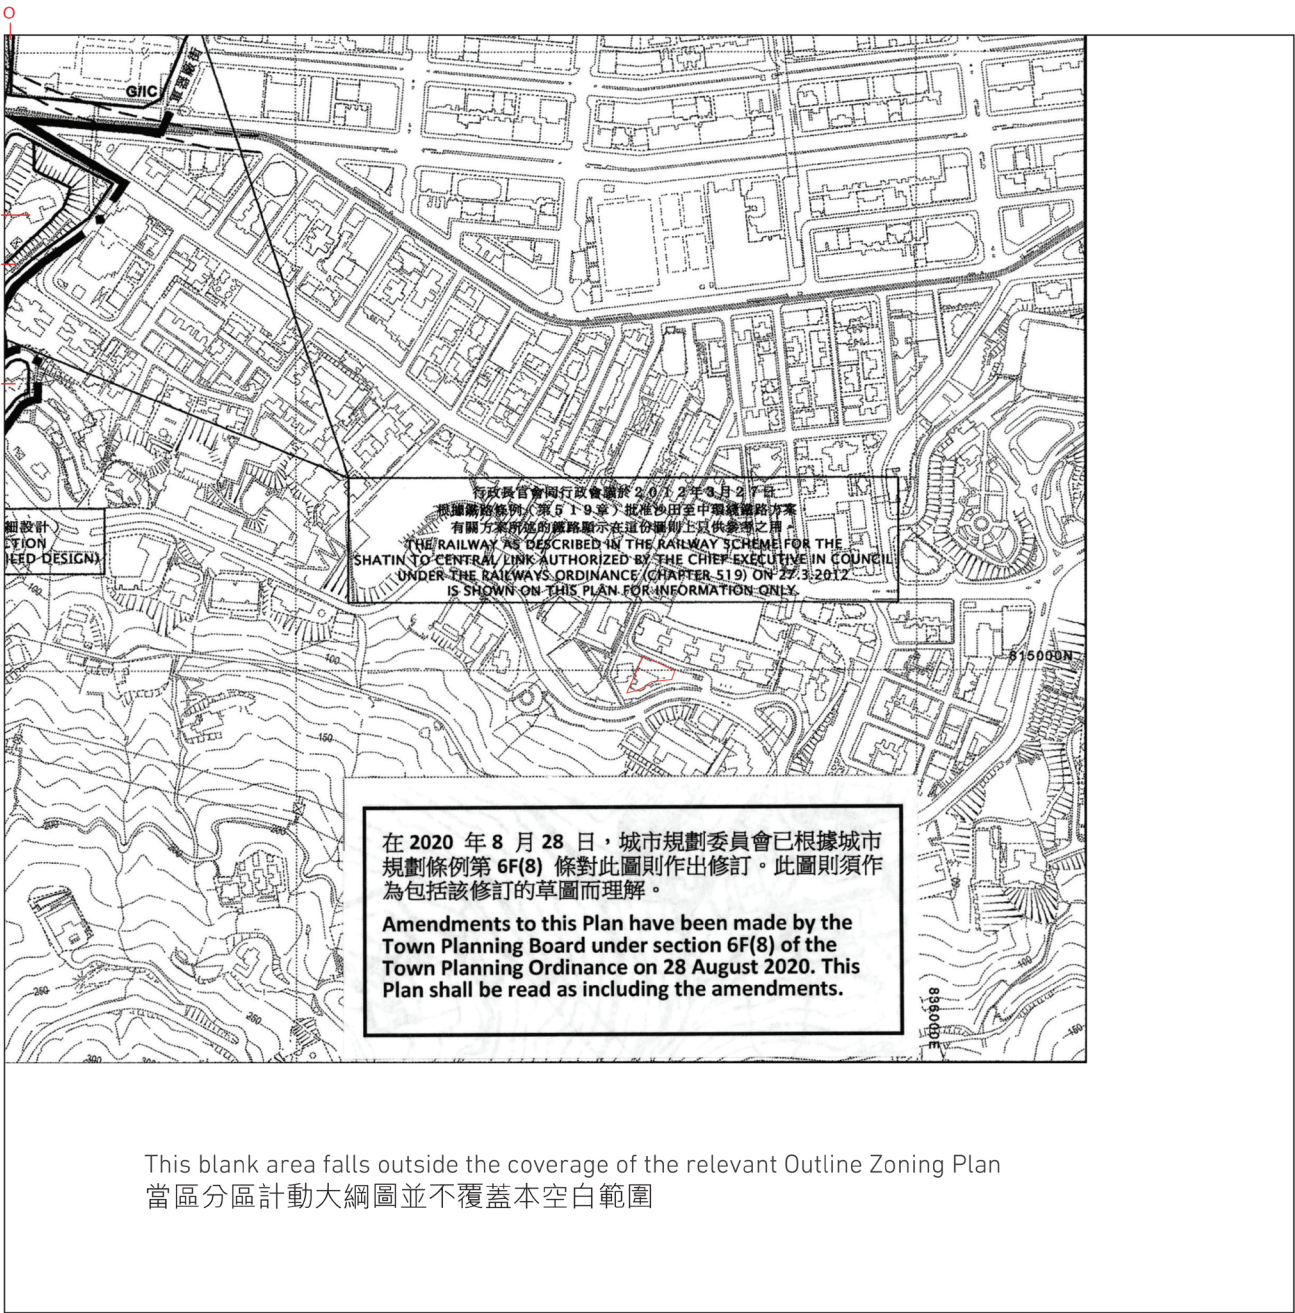 O
G/IC
行政長官會同行政會議於2012年3月27日
根據鐵路條例（第519章）批准沙田至中環綫鐵路方案，
有關方案所述的鐵路顯示在這份圖則上只供參考之用。
THE RAILWAY AS DESCRIBED IN THE RAILWAY SCHEME FOR THE
SHATIN TO CENTRAL LINK AUTHORIZED BY THE CHIEF EXECUTIVE IN COUNCIL
UNDER THE RAILWAYS ORDINANCE (CHAPTER 519) ON 27.3.2012
IS SHOWN ON THIS PLAN FOR INFORMATION ONLY.
細設計）
CTION
ILED DESIGN)
100
100
815000N
150
200
200
在 2020 年 8 月 28 日，城市規劃委員會已根據城市
規劃條例第 6F(8) 條對此圖則作出修訂。此圖則須作
為包括該修訂的草圖而理解。
Amendments to this Plan have been made by the
Town Planning Board under section 6F(8) of the
Town Planning Ordinance on 28 August 2020. This
Plan shall be read as including the amendments.
250
250
300
100
150
836000E
This blank area falls outside the coverage of the relevant Outline Zoning Plan
當區分區計動大綱圖並不覆蓋本空白範圍